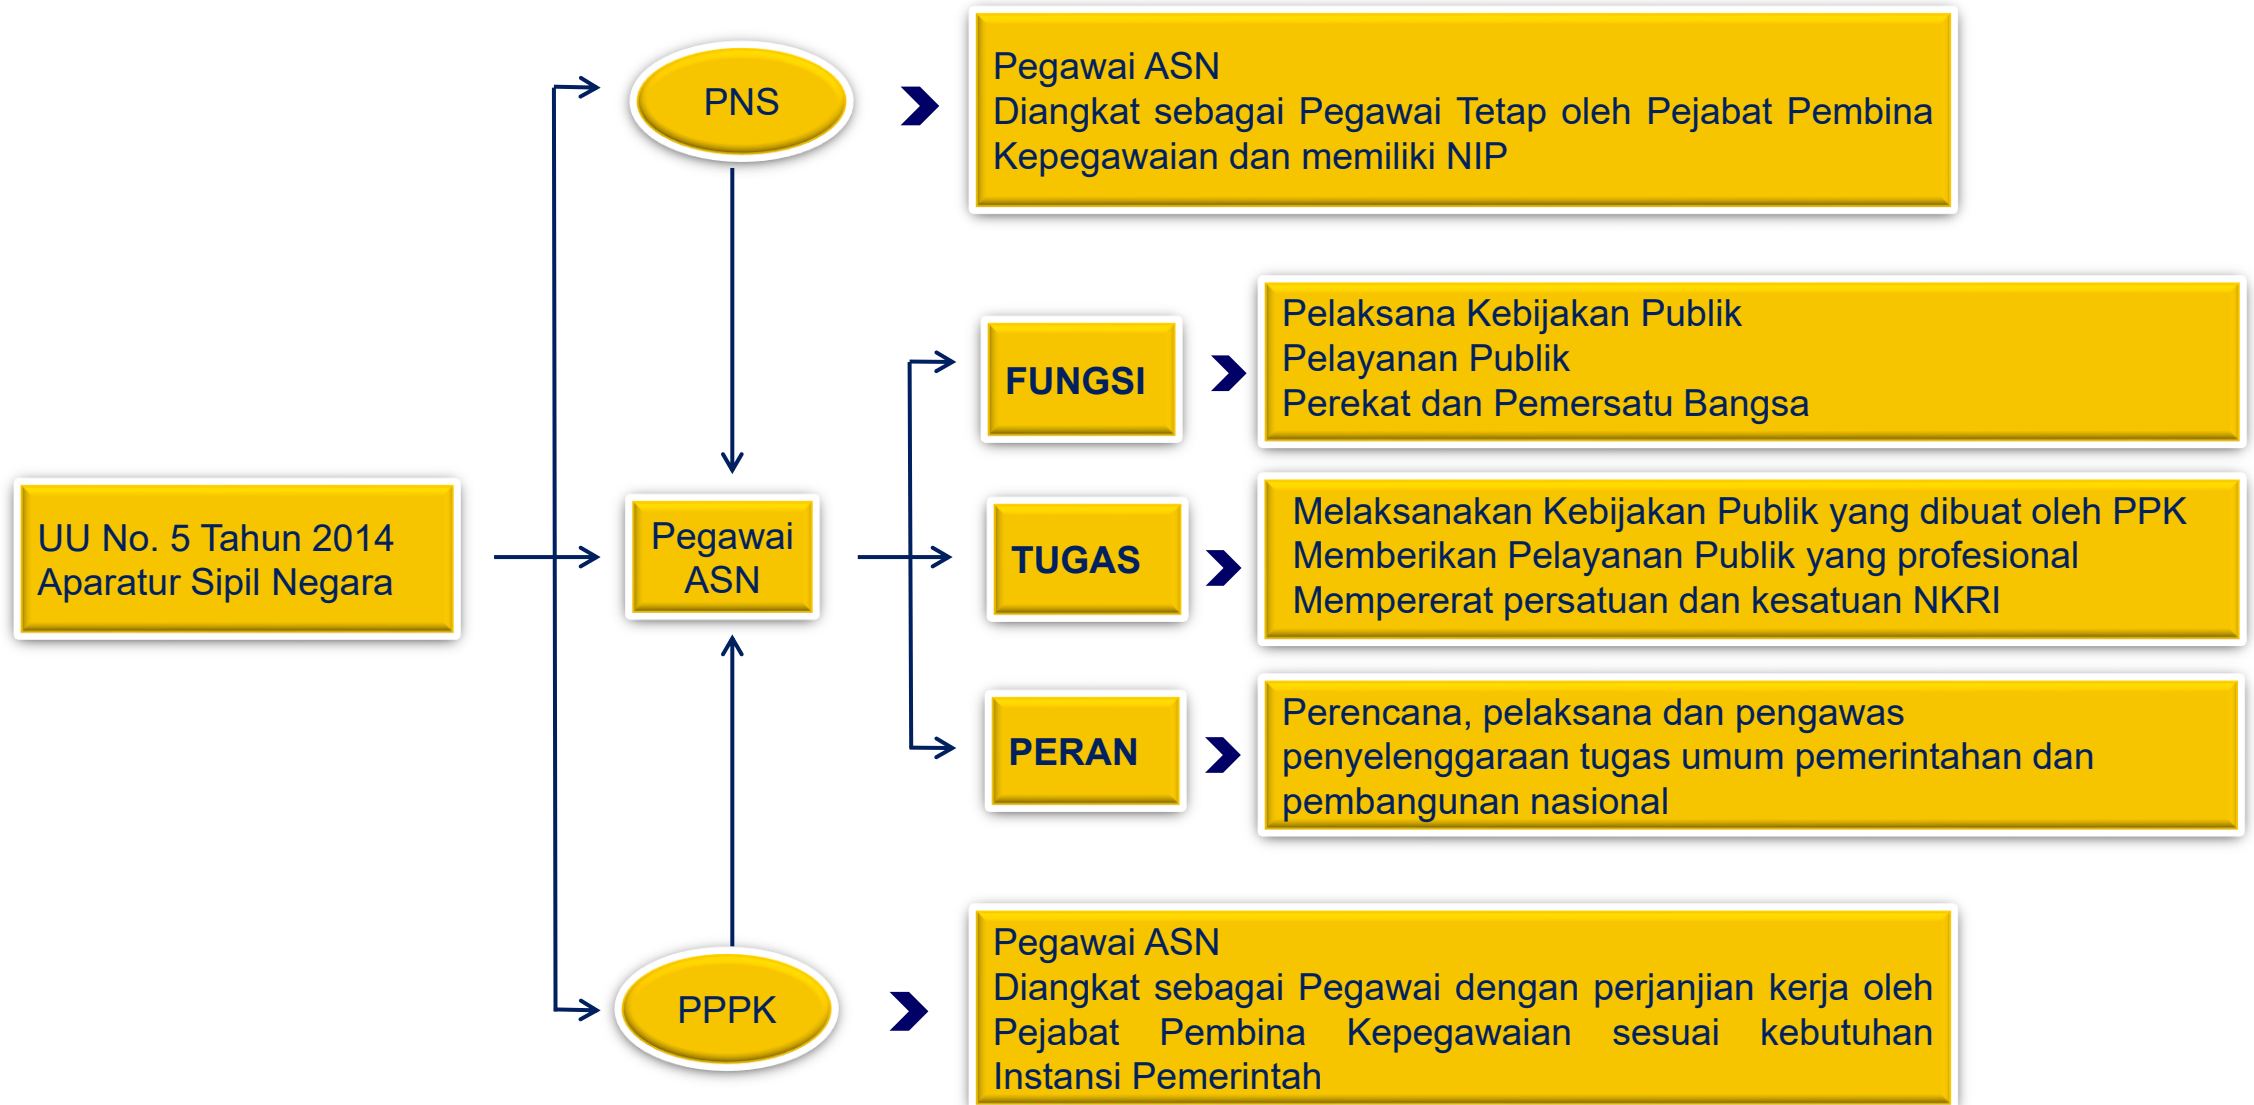 PNS
Pegawai ASN
Diangkat sebagai Pegawai Tetap oleh Pejabat Pembina
Kepegawaian dan memiliki NIP
FUNGSI
Pelaksana Kebijakan Publik
Pelayanan Publik
Perekat dan Pemersatu Bangsa
UU No. 5 Tahun 2014
Aparatur Sipil Negara
Pegawai
ASN
TUGAS
Melaksanakan Kebijakan Publik yang dibuat oleh PPK
Memberikan Pelayanan Publik yang profesional
Mempererat persatuan dan kesatuan NKRI
PERAN
Perencana, pelaksana dan pengawas
penyelenggaraan tugas umum pemerintahan dan
pembangunan nasional
PPPK
Pegawai ASN
Diangkat sebagai Pegawai dengan perjanjian kerja oleh
Pejabat Pembina Kepegawaian sesuai kebutuhan
Instansi Pemerintah